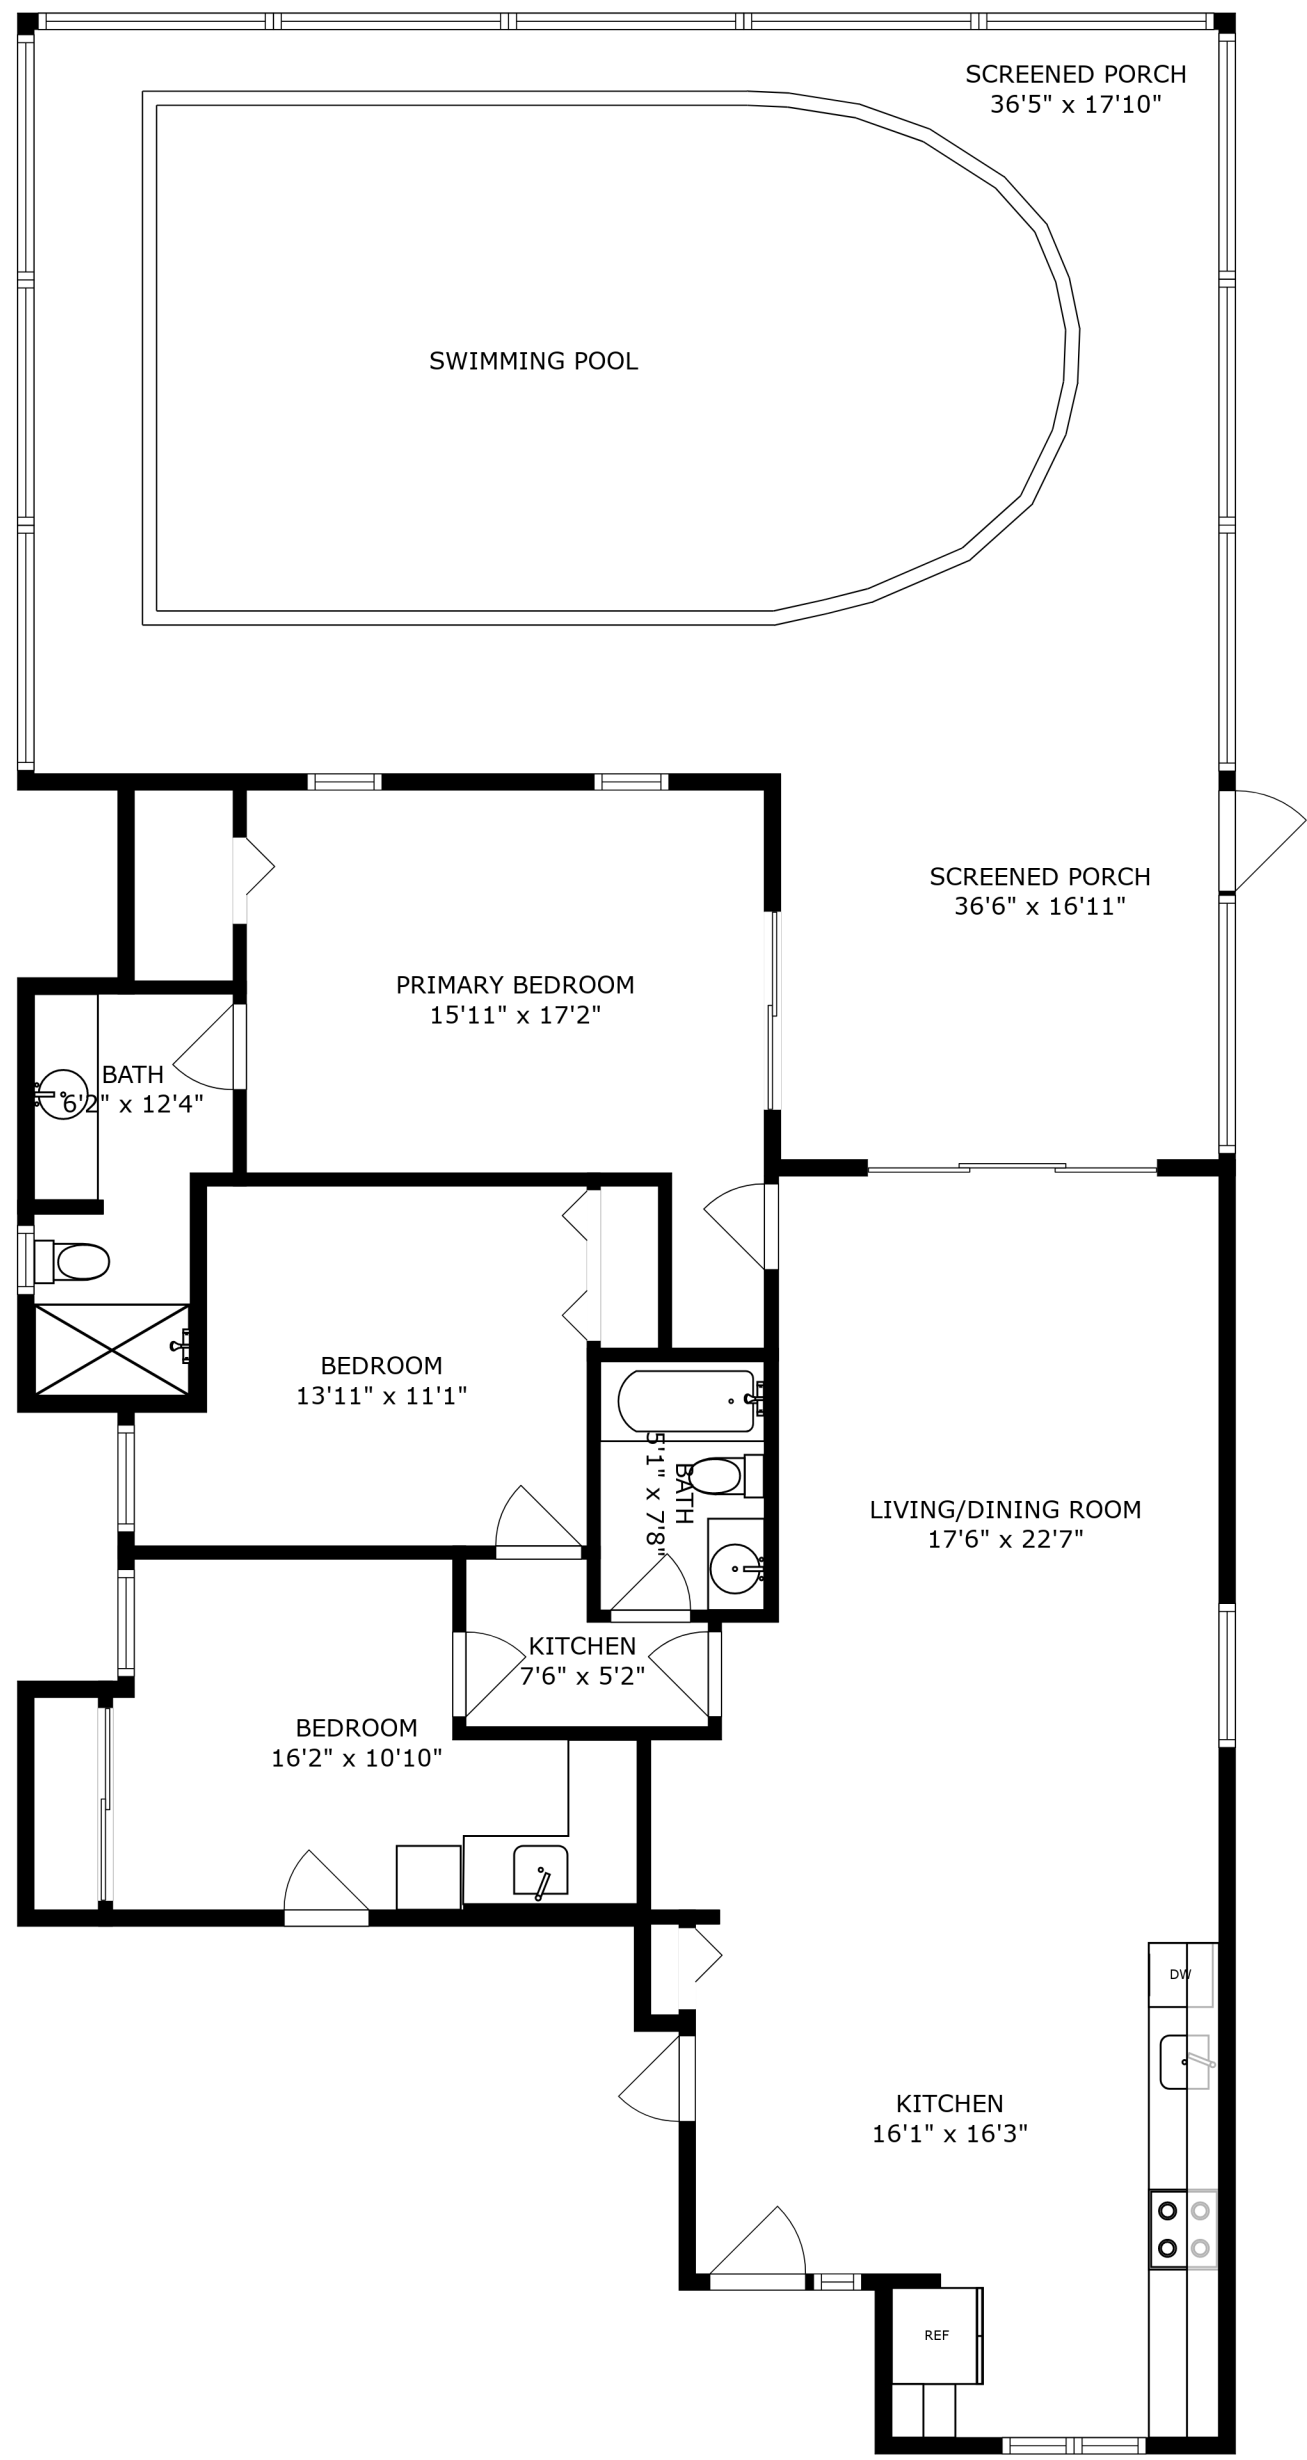 SCREENED PORCH
36'5" x 17'10"
SWIMMING POOL
SCREENED PORCH
36'6" x 16'11"
PRIMARY BEDROOM
15'11" x 17'2"
BATH
6'2" x 12'4"
BEDROOM
13'11" x 11'1"
BATH
5'1" x 7'8"
LIVING/DINING ROOM
17'6" x 22'7"
KITCHEN
7'6" x 5'2"
BEDROOM
16'2" x 10'10"
DW
KITCHEN
16'1" x 16'3"
REF